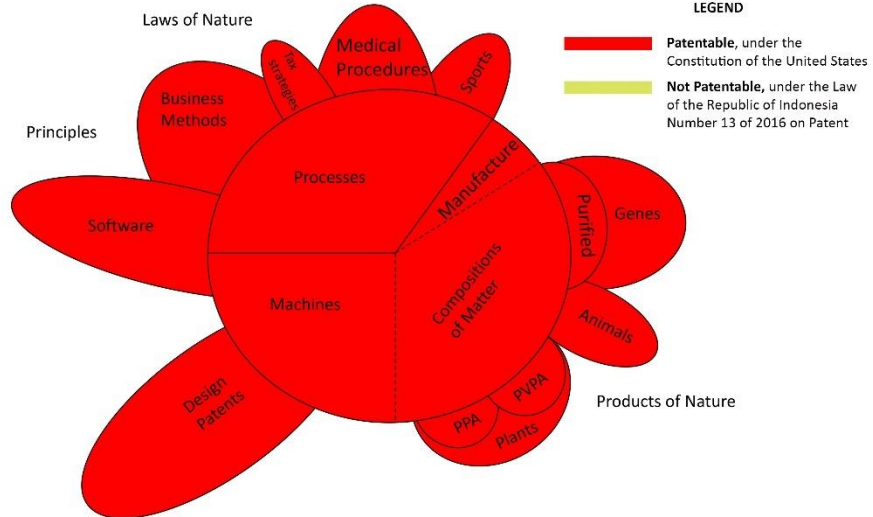 LEGEND
Patentable, under the
Constitution of the United States
Not Patentable, under the Law
of the Republic of Indonesia
Number 13 of 2016 on Patent
Laws of Nature
Principles
Tax
strategies
Medical
Procedures
Sports
Business
Methods
Software
Processes
Manufacture
Purified
Genes
Machines
Compositions
of Matter
Animals
Design
Patents
PPA
PVPA
Plants
Products of Nature